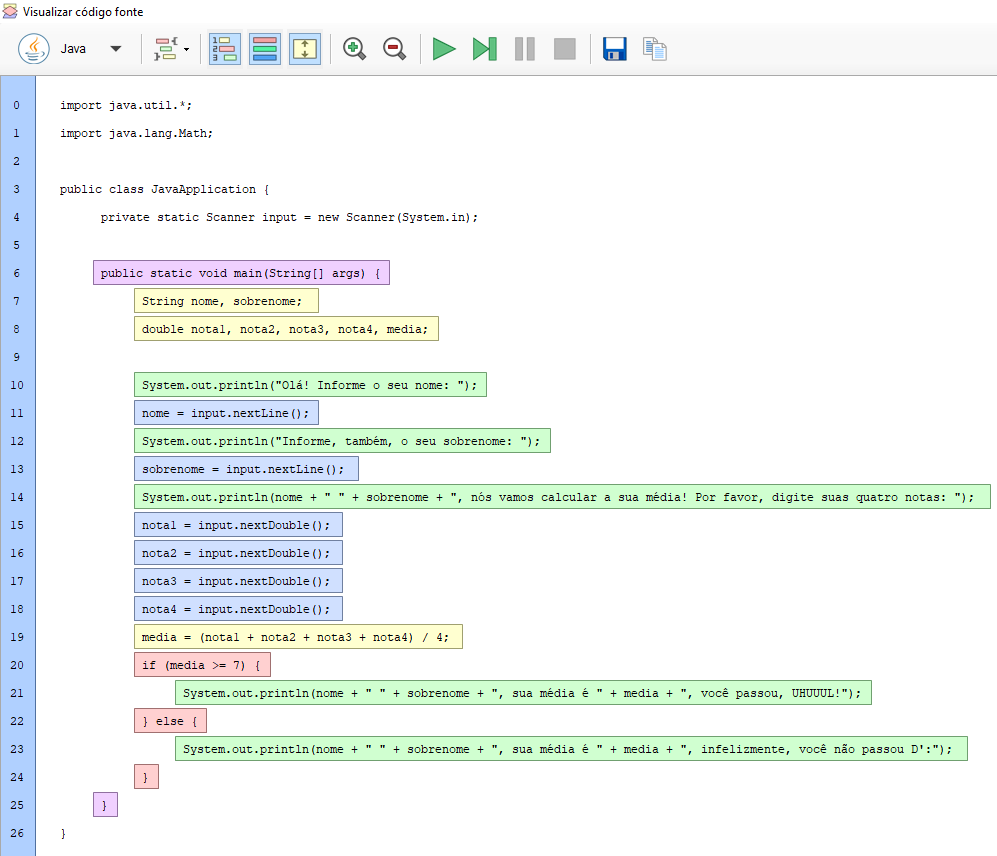 Visualizar código fonte
Java
0 import java.util.*;
1 import java.lang.Math;
2
3 public class JavaApplication {
4 private static Scanner input = new Scanner(System.in);
5
6 public static void main(String[] args) {
7 String nome, sobrenome;
8 double nota1, nota2, nota3, nota4, media;
9
10 System.out.println("Olá! Informe o seu nome: ");
11 nome = input.nextLine();
12 System.out.println("Informe, também, o seu sobrenome: ");
13 sobrenome = input.nextLine();
14 System.out.println(nome + " " + sobrenome + ", nós vamos calcular a sua média! Por favor, digite suas quatro notas: ");
15 nota1 = input.nextDouble();
16 nota2 = input.nextDouble();
17 nota3 = input.nextDouble();
18 nota4 = input.nextDouble();
19 media = (nota1 + nota2 + nota3 + nota4) / 4;
20 if (media >= 7) {
21 System.out.println(nome + " " + sobrenome + ", sua média é " + media + ", você passou, UHUUUL!");
22 } else {
23 System.out.println(nome + " " + sobrenome + ", sua média é " + media + ", infelizmente, você não passou D':");
24 }
25 }
26 }